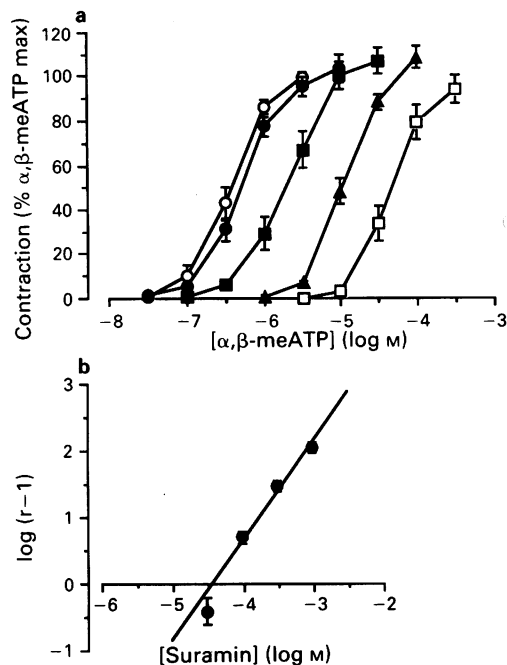 a
Contraction (% α,β-meATP max)
120
100
80
60
40
20
0
−8 −7 −6 −5 −4 −3
[α,β-meATP] (log M)
b
log (r−1)
3
2
1
0
−1
−6 −5 −4 −3 −2
[Suramin] (log M)